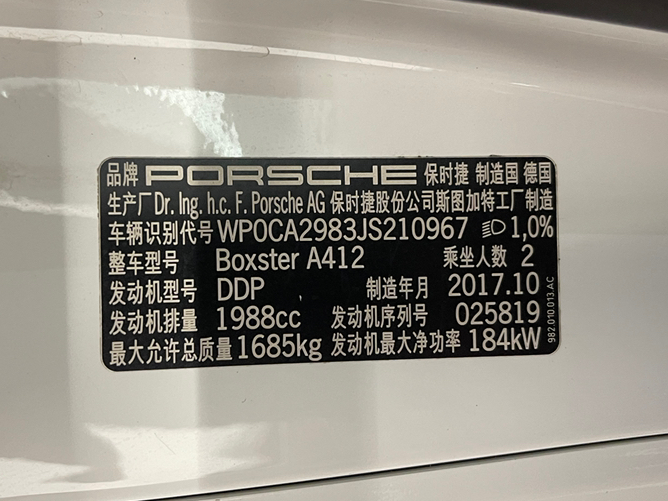 品牌 PORSCHE 保时捷 制造国 德国
生产厂 Dr. Ing. h.c. F. Porsche AG 保时捷股份公司斯图加特工厂制造
车辆识别代号 WP0CA2983JS210967 1,0%
整车型号 Boxster A412 乘坐人数 2
发动机型号 DDP 制造年月 2017.10
发动机排量 1988cc 发动机序列号 025819
最大允许总质量 1685kg 发动机最大净功率 184kW
982.010.013.AC